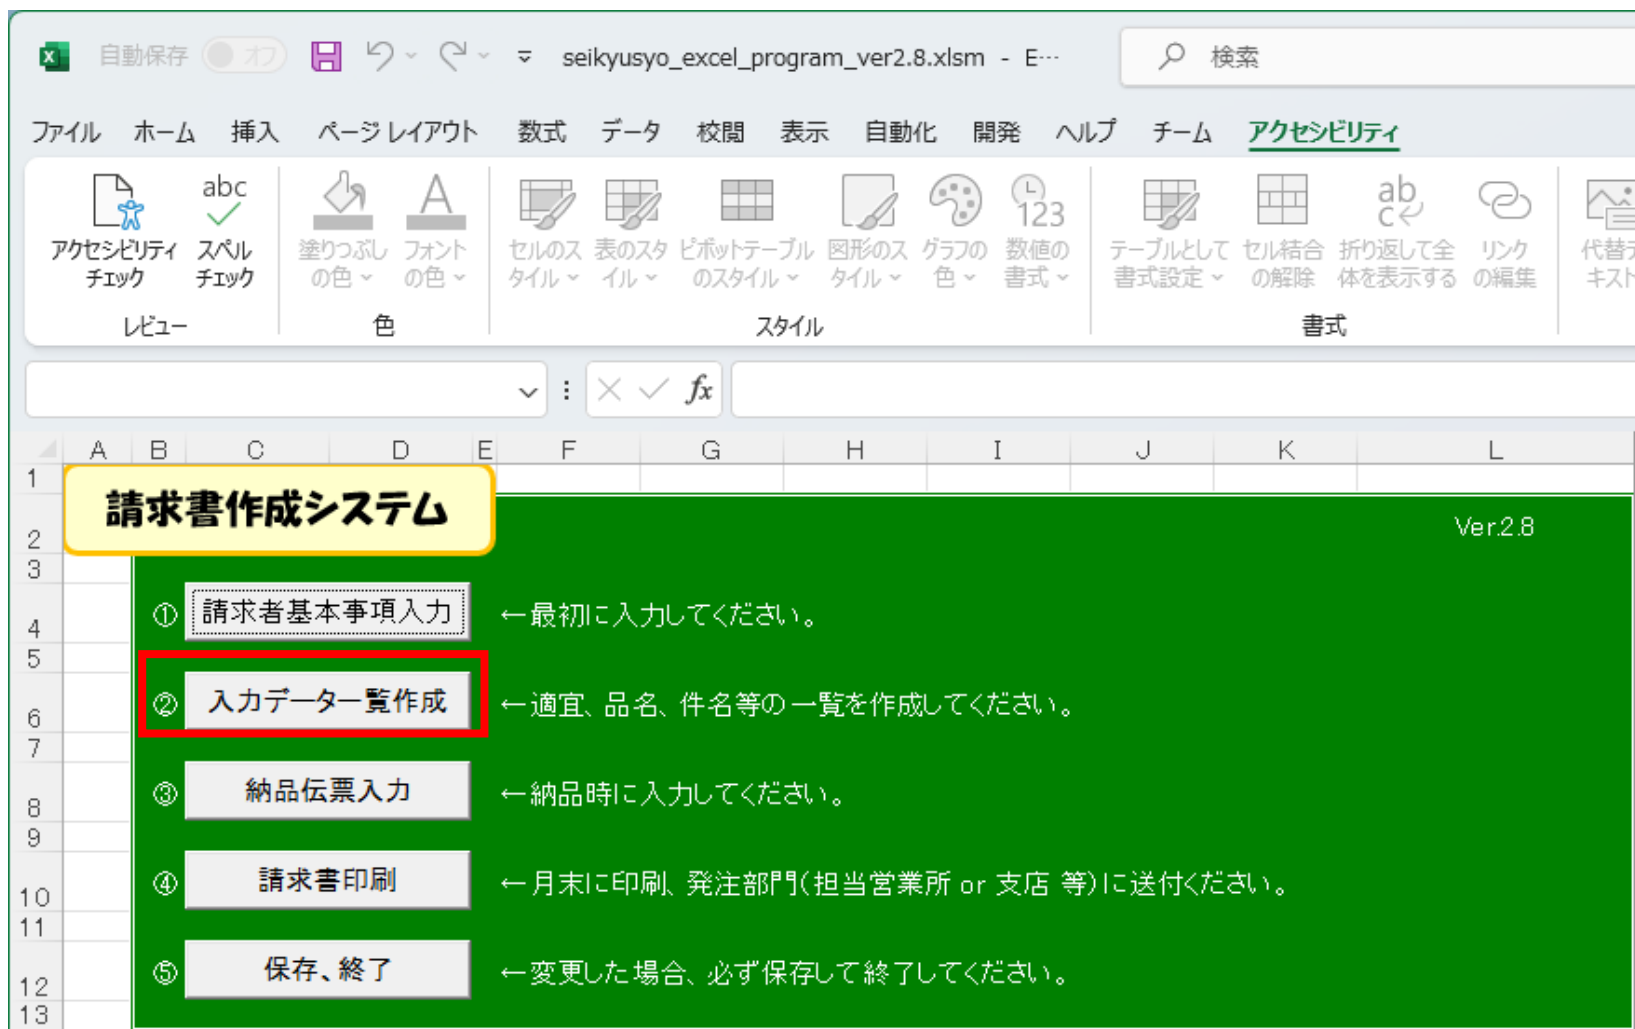 自動保存 オフ seikyusyo_excel_program_ver2.8.xlsm - E… 検索
ファイル ホーム 挿入 ページ レイアウト 数式 データ 校閲 表示 自動化 開発 ヘルプ チーム アクセシビリティ
アクセシビリティ チェック
abc スペル チェック
塗りつぶし の色
フォント の色
セルのス タイル
表のスタ イル
ピボットテーブル のスタイル
図形のス タイル
グラフの 色
123 数値の 書式
テーブルとして 書式設定
セル結合 の解除
ab c 折り返して全 体を表示する
リンク の編集
代替テ キスト
レビュー 色 スタイル 書式
fx
A B C D E F G H I J K L
1
請求書作成システム
2 Ver.2.8
3
4 ① 請求者基本事項入力 ←最初に入力してください。
5
6 ② 入力データ一覧作成 ←適宜、品名、件名等の一覧を作成してください。
7
8 ③ 納品伝票入力 ←納品時に入力してください。
9
10 ④ 請求書印刷 ←月末に印刷、発注部門(担当営業所 or 支店 等)に送付ください。
11
12 ⑤ 保存、終了 ←変更した場合、必ず保存して終了してください。
13